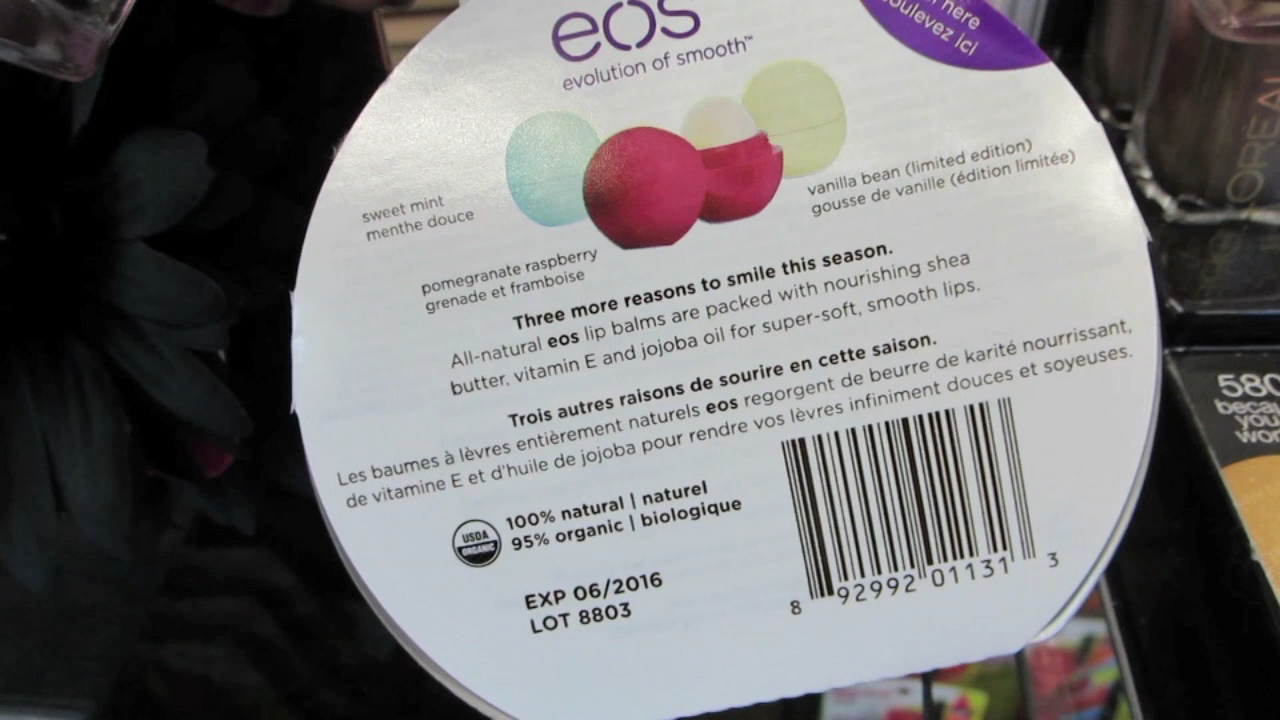 eos
evolution of smooth™
here
soulevez ici
sweet mint
menthe douce
pomegranate raspberry
grenade et framboise
vanilla bean (limited edition)
gousse de vanille (édition limitée)
Three more reasons to smile this season.
All-natural eos lip balms are packed with nourishing shea
butter, vitamin E and jojoba oil for super-soft, smooth lips.
Trois autres raisons de sourire en cette saison.
Les baumes à lèvres entièrement naturels eos regorgent de beurre de karité nourrissant,
de vitamine E et d'huile de jojoba pour rendre vos lèvres infiniment douces et soyeuses.
USDA
ORGANIC
100% natural | naturel
95% organic | biologique
EXP 06/2016
LOT 8803
8 92992 01131 3
ORÉAL
580